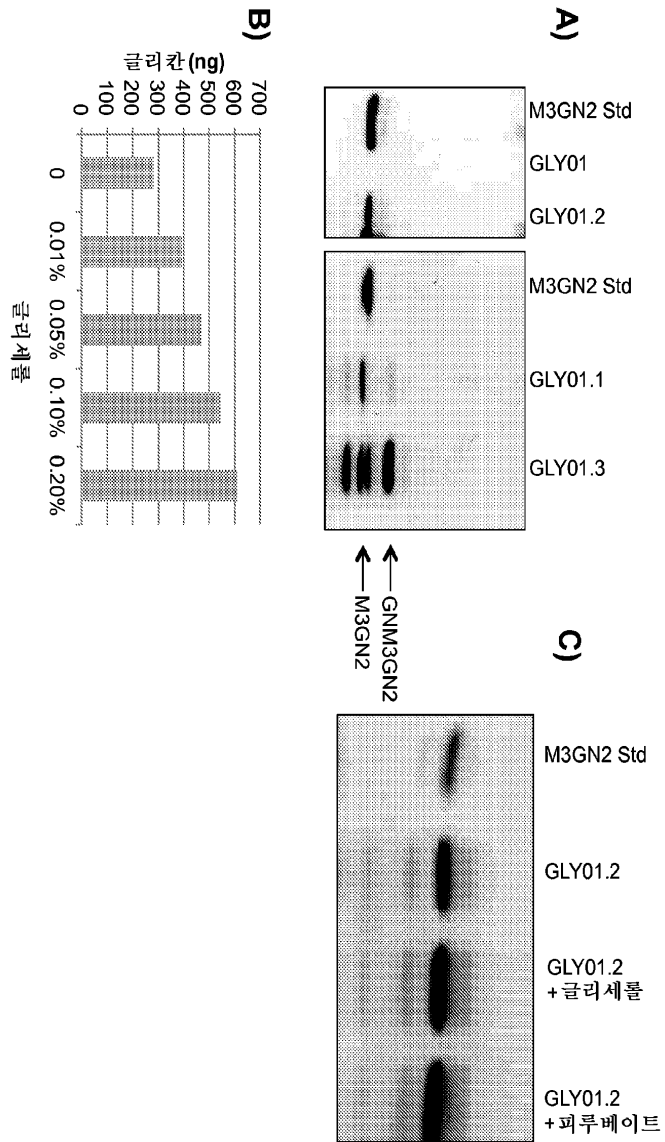 A)
M3GN2 Std
GLY01
GLY01.2
M3GN2 Std
GLY01.1
GLY01.3
GNM3GN2
M3GN2
B)
글리칸 (ng)
700
600
500
400
300
200
100
0
0
0.01%
0.05%
0.10%
0.20%
글리세롤
C)
M3GN2 Std
GLY01.2
GLY01.2
+글리세롤
GLY01.2
+피루베이트